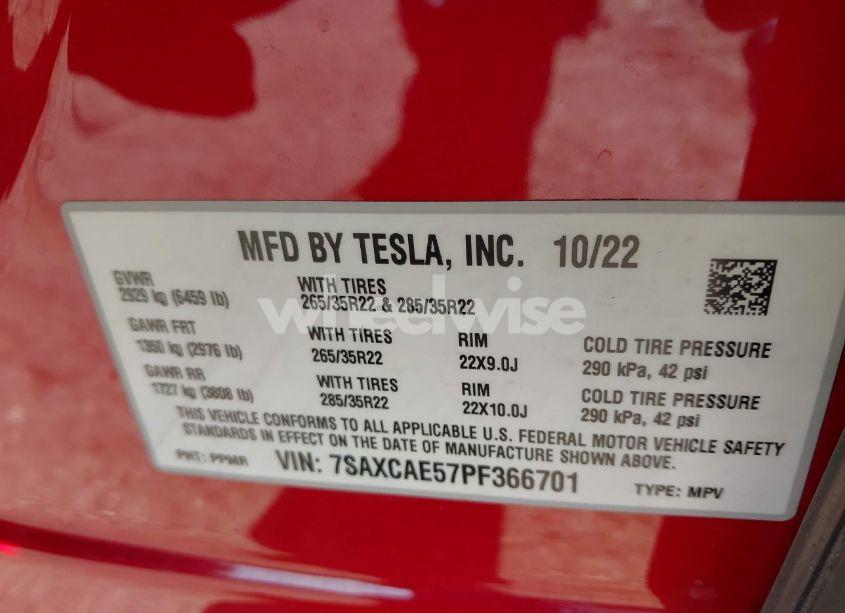 MFD BY TESLA, INC. 10/22
GVWR
2929 kg (6459 lb)
WITH TIRES
265/35R22 & 285/35R22
GAWR FRT
1350 kg (2976 lb)
WITH TIRES
265/35R22
RIM
22X9.0J
COLD TIRE PRESSURE
290 kPa, 42 psi
GAWR RR
1727 kg (3808 lb)
WITH TIRES
285/35R22
RIM
22X10.0J
COLD TIRE PRESSURE
290 kPa, 42 psi
THIS VEHICLE CONFORMS TO ALL APPLICABLE U.S. FEDERAL MOTOR VEHICLE SAFETY
STANDARDS IN EFFECT ON THE DATE OF MANUFACTURE SHOWN ABOVE.
PNT: PPMR
VIN: 7SAXCAE57PF366701
TYPE: MPV
wheelwise